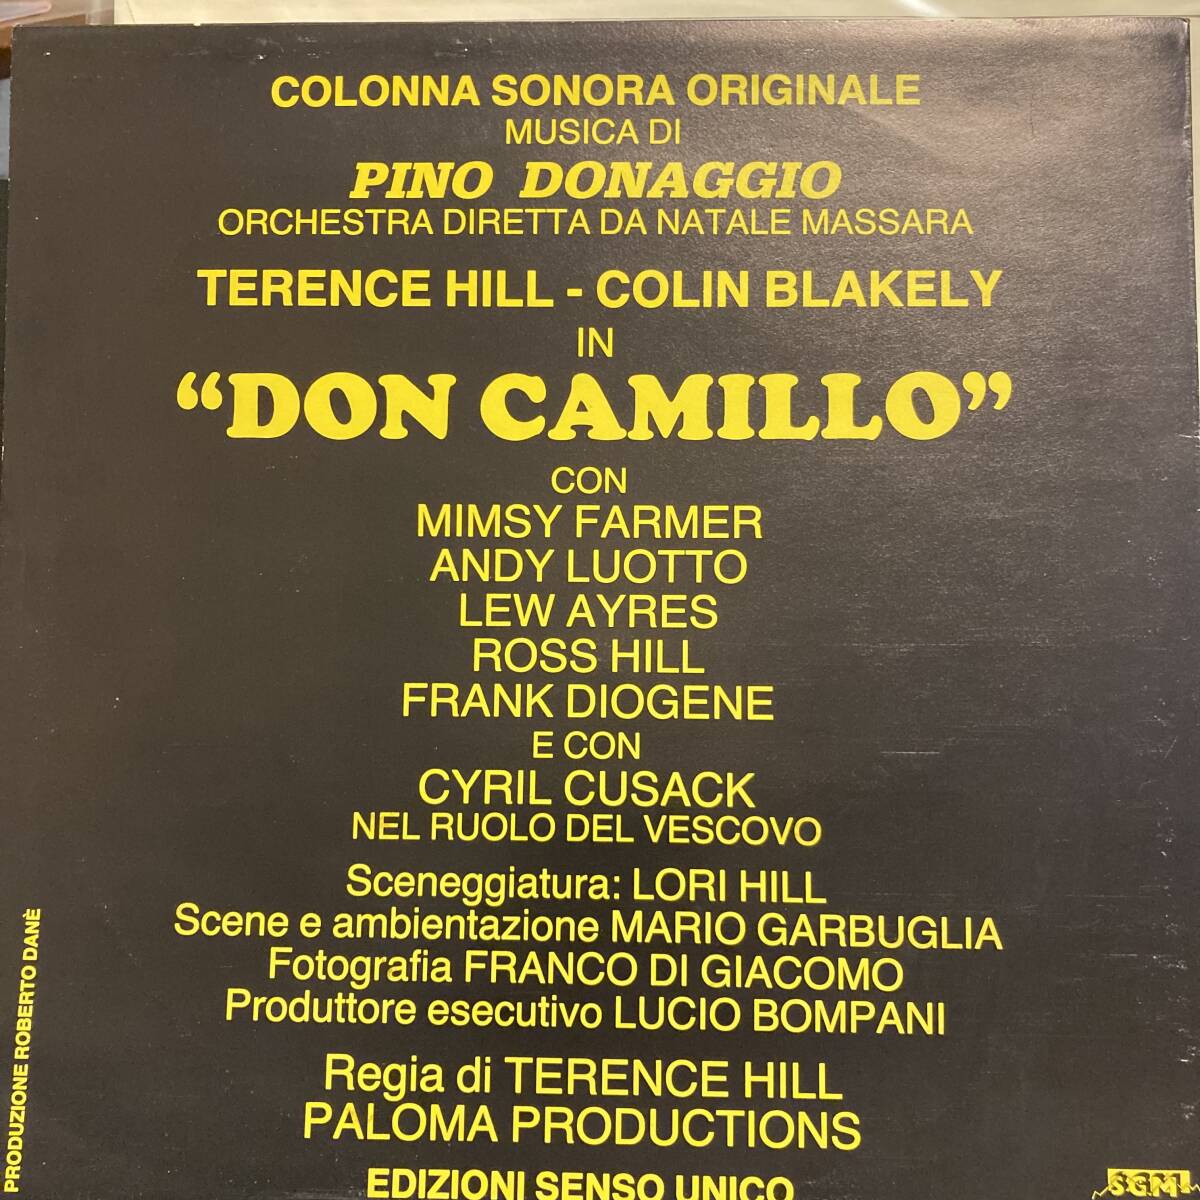 COLONNA SONORA ORIGINALE
MUSICA DI
PINO DONAGGIO
ORCHESTRA DIRETTA DA NATALE MASSARA
TERENCE HILL - COLIN BLAKELY
IN
“DON CAMILLO”
CON
MIMSY FARMER
ANDY LUOTTO
LEW AYRES
ROSS HILL
FRANK DIOGENE
E CON
CYRIL CUSACK
NEL RUOLO DEL VESCOVO
Sceneggiatura: LORI HILL
Scene e ambientazione MARIO GARBUGLIA
Fotografia FRANCO DI GIACOMO
Produttore esecutivo LUCIO BOMPANI
Regia di TERENCE HILL
PALOMA PRODUCTIONS
EDIZIONI SENSO UNICO
PRODUZIONE ROBERTO DANÈ
SGM